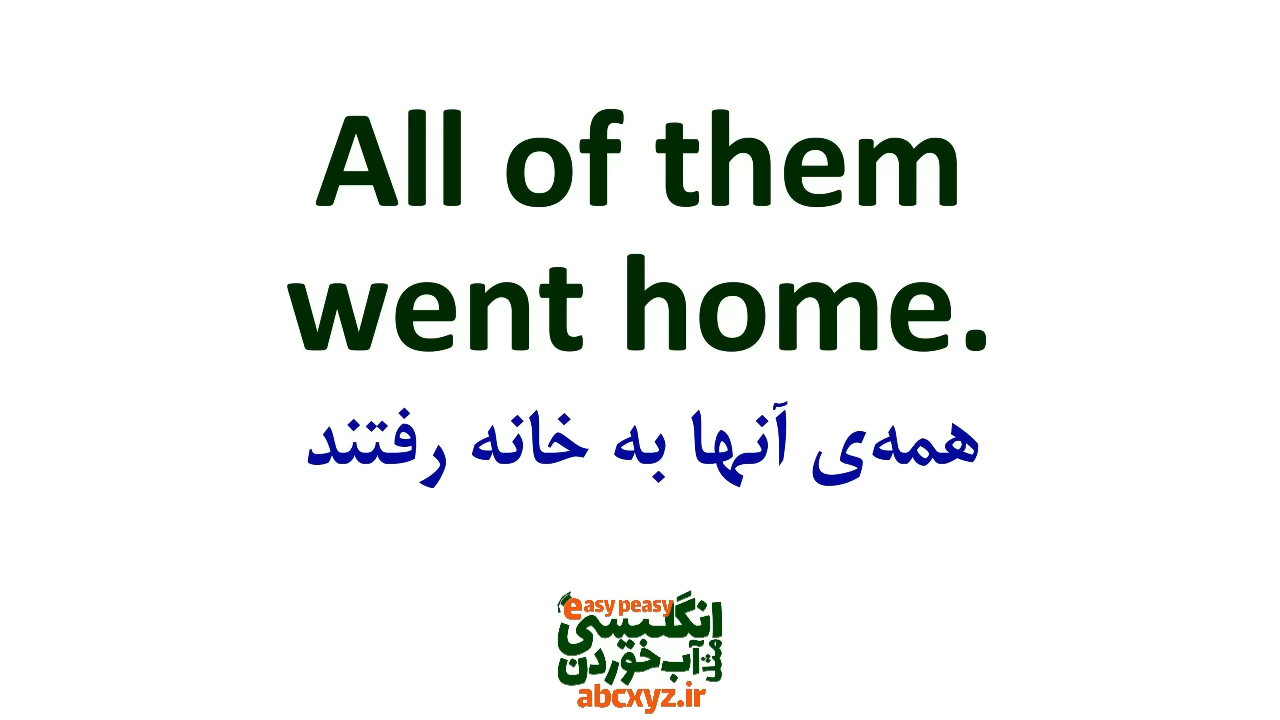 All of them
went home.
همه‌ی آنها به خانه رفتند
easy peasy
انگلیسی
مثل آب خوردن
abcxyz.ir